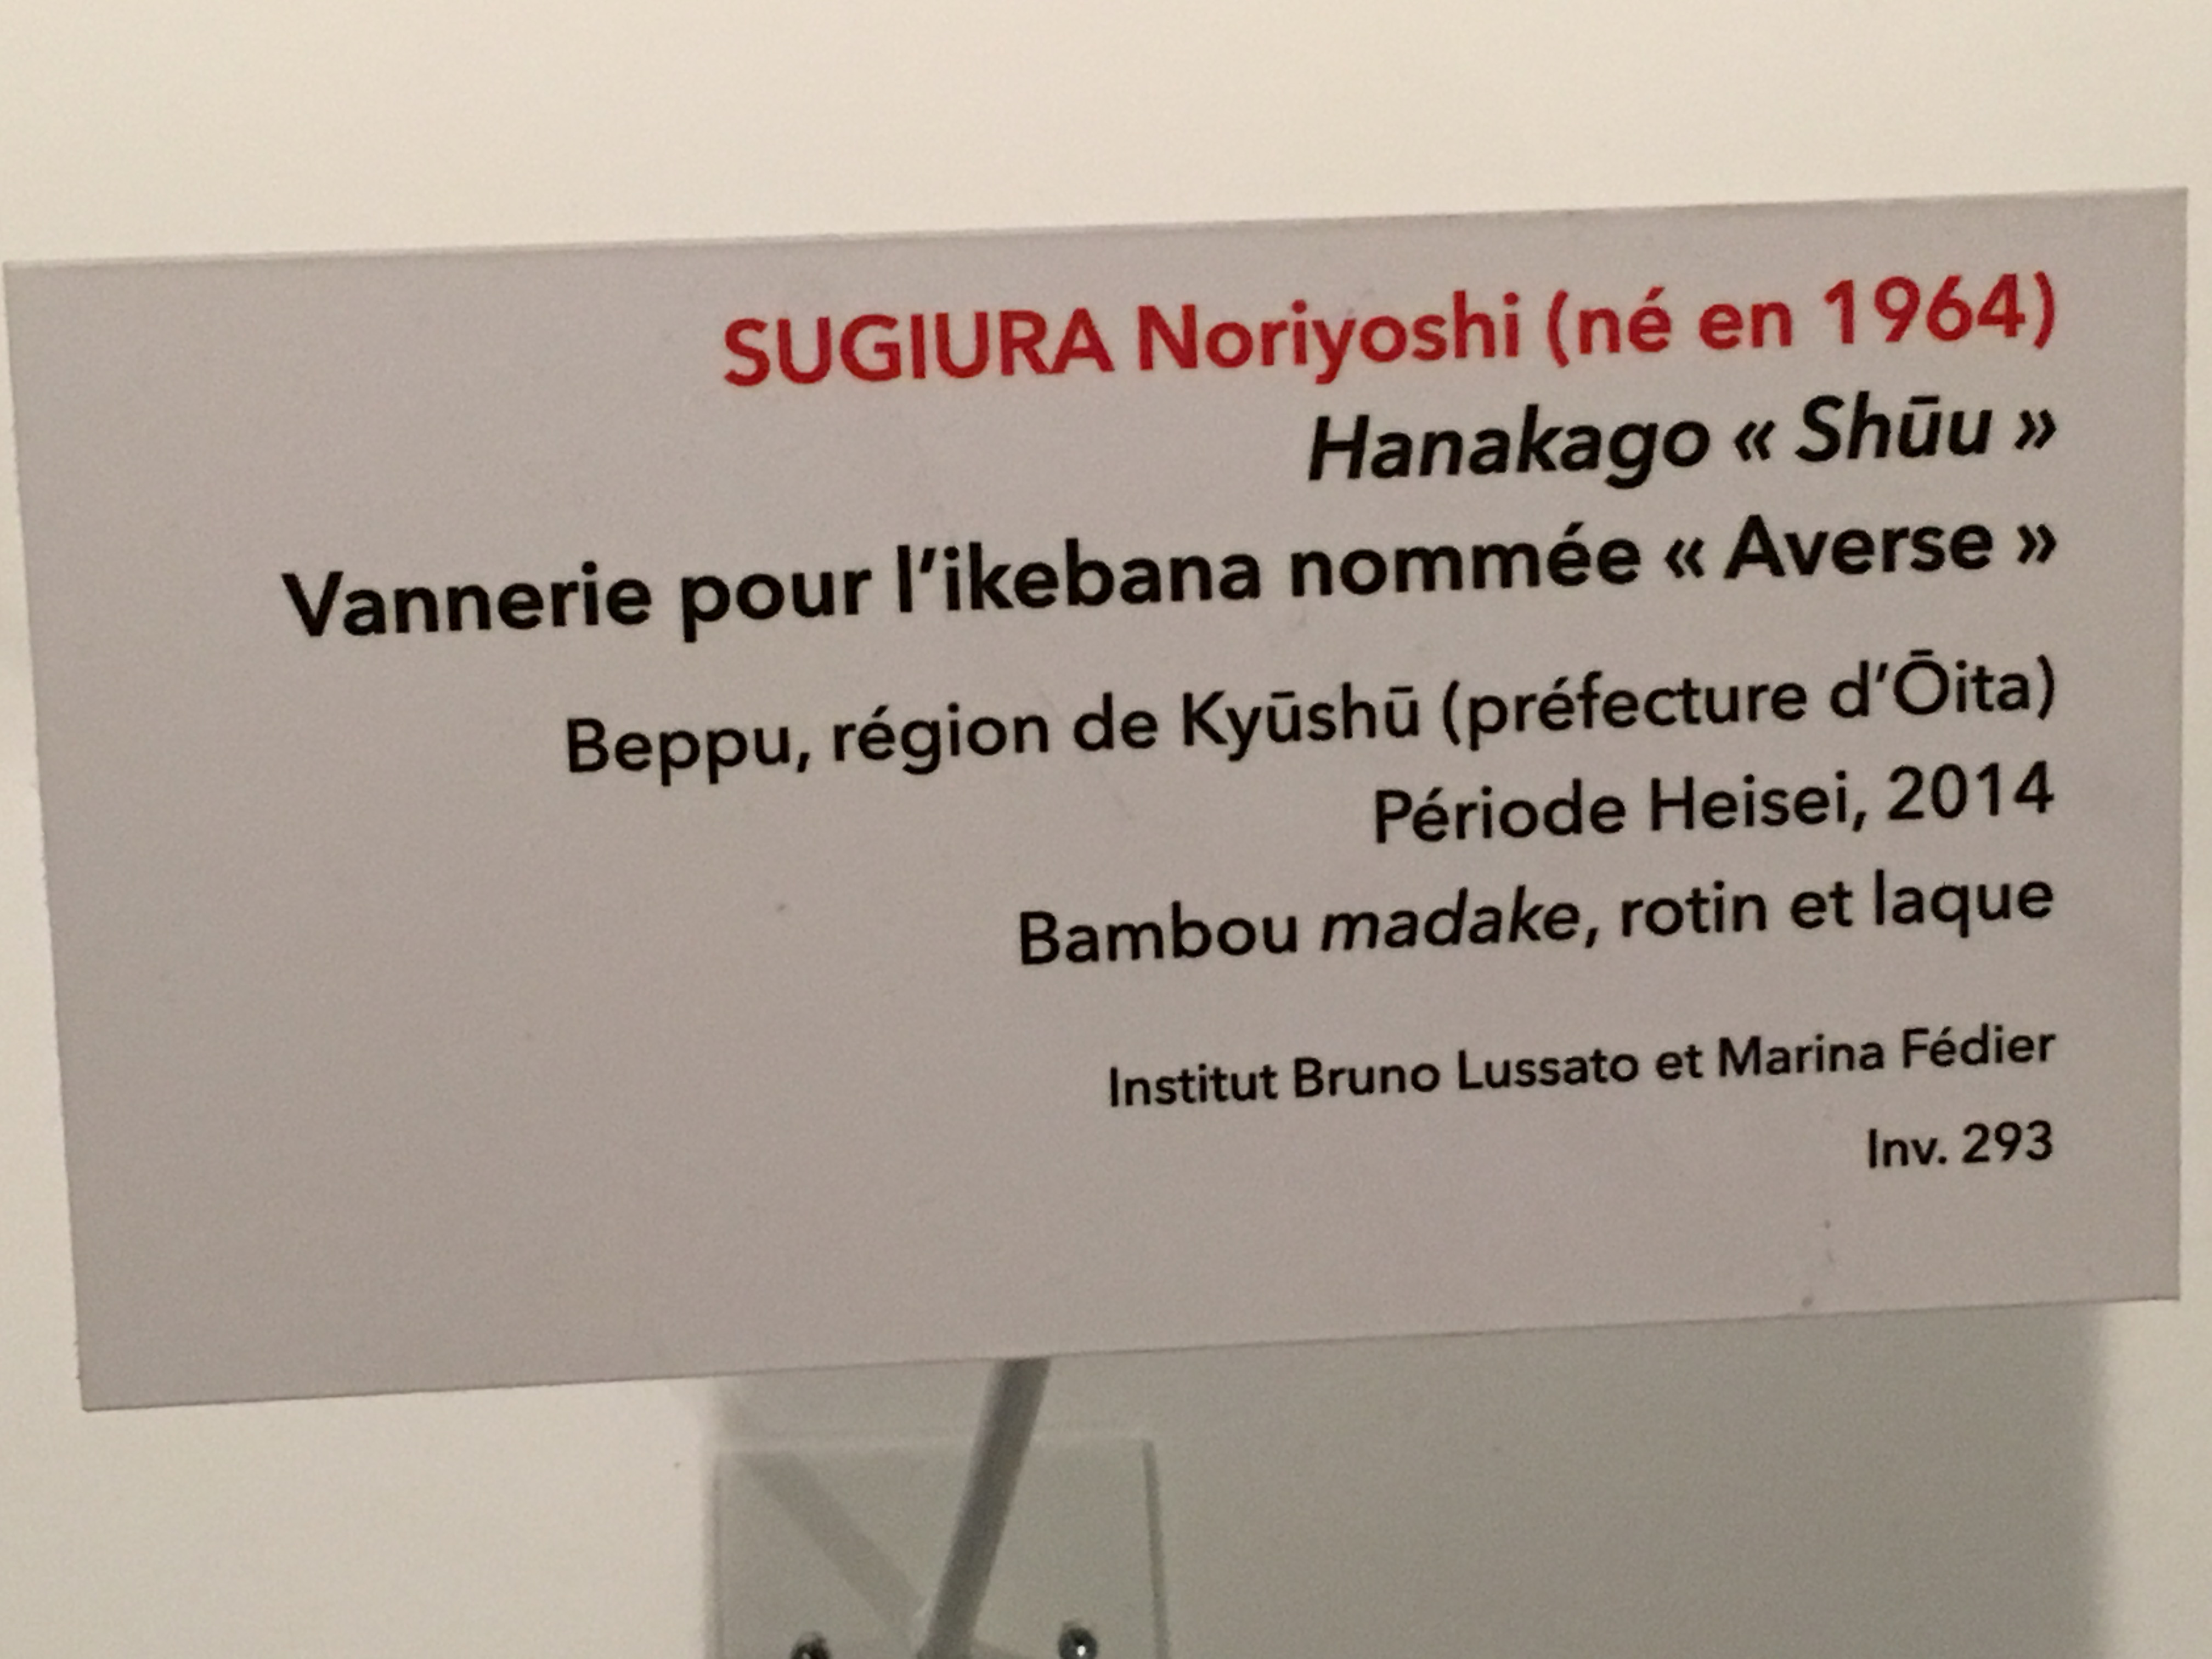 SUGIURA Noriyoshi (né en 1964)
Hanakago « Shūu »
Vannerie pour l’ikebana nommée « Averse »
Beppu, région de Kyūshū (préfecture d’Ōita)
Période Heisei, 2014
Bambou madake, rotin et laque
Institut Bruno Lussato et Marina Fédier
Inv. 293